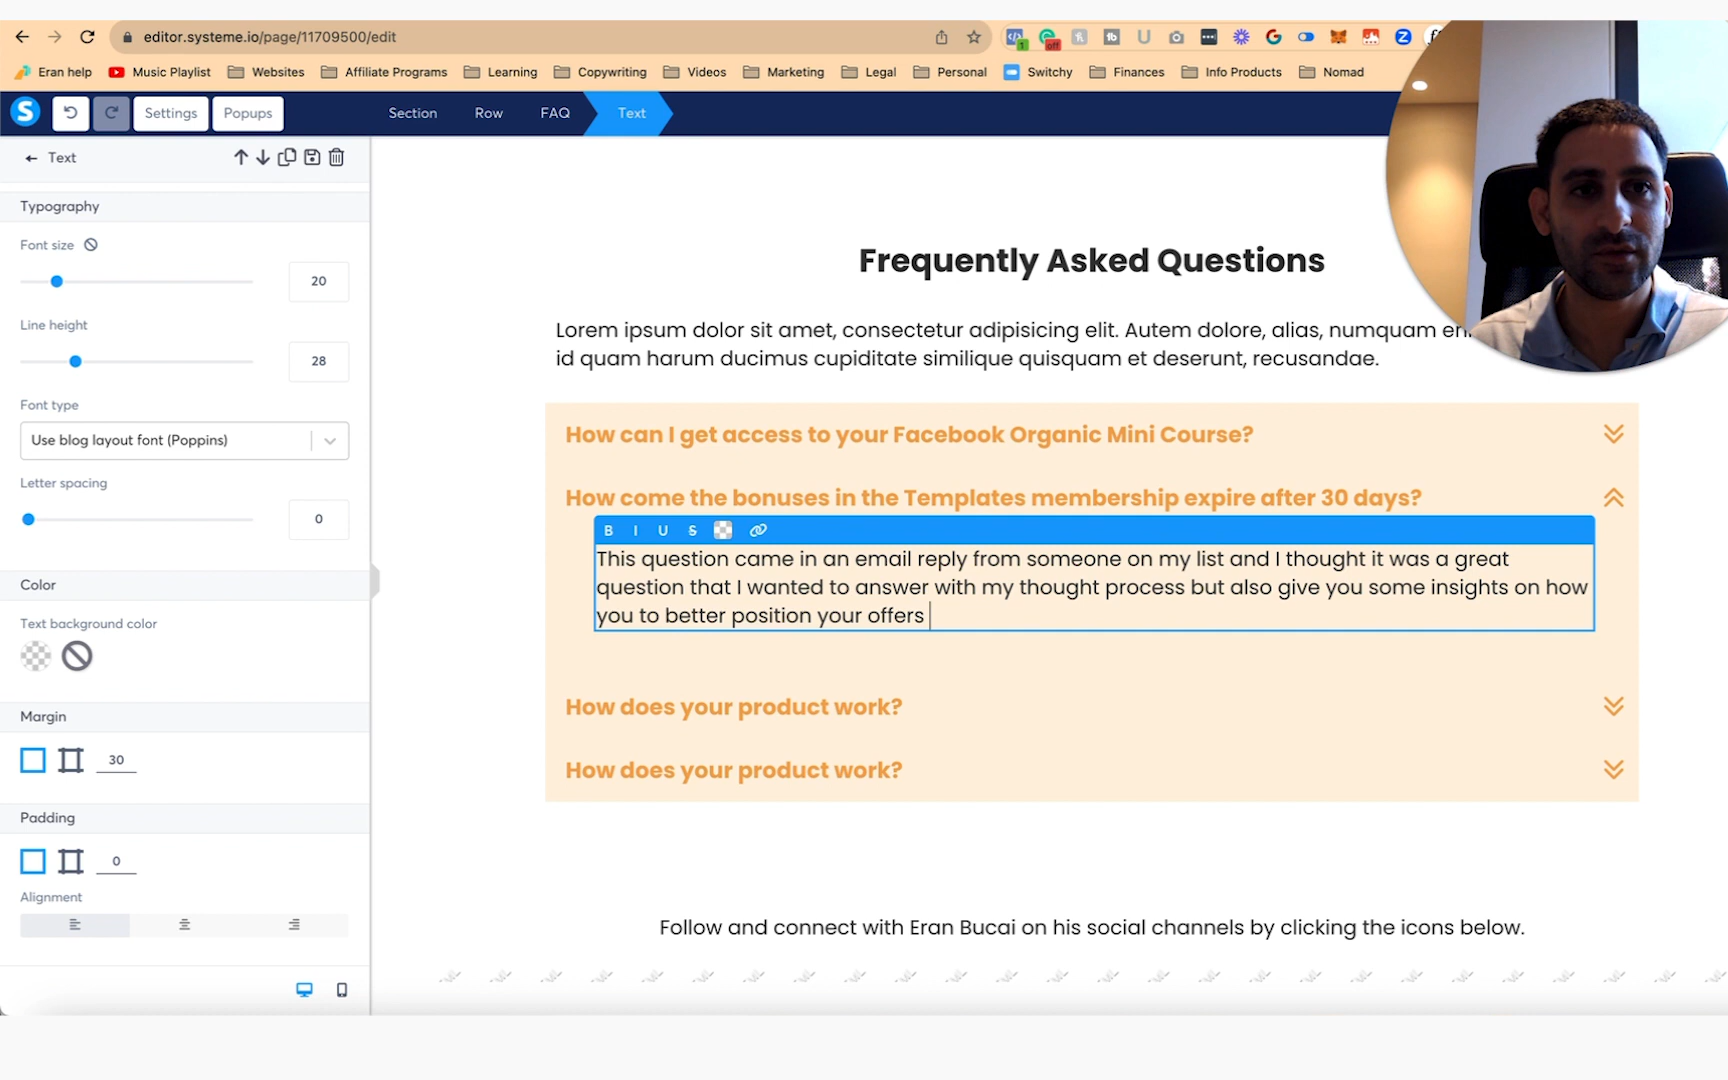 editor.systeme.io/page/11709500/edit
Eran help Music Playlist Websites Affiliate Programs Learning Copywriting Videos Marketing Legal Personal Switchy Finances Info Products Nomad
S Settings Popups Section Row FAQ Text
Text
Typography
Font size
20
Line height
28
Font type
Use blog layout font (Poppins)
Letter spacing
0
Color
Text background color
Margin
30
Padding
0
Alignment
Frequently Asked Questions
Lorem ipsum dolor sit amet, consectetur adipisicing elit. Autem dolore, alias, numquam
id quam harum ducimus cupiditate similique quisquam et deserunt, recusandae.
How can I get access to your Facebook Organic Mini Course?
How come the bonuses in the Templates membership expire after 30 days?
B I U S
This question came in an email reply from someone on my list and I thought it was a great
question that I wanted to answer with my thought process but also give you some insights on how
you to better position your offers
How does your product work?
How does your product work?
Follow and connect with Eran Bucai on his social channels by clicking the icons below.